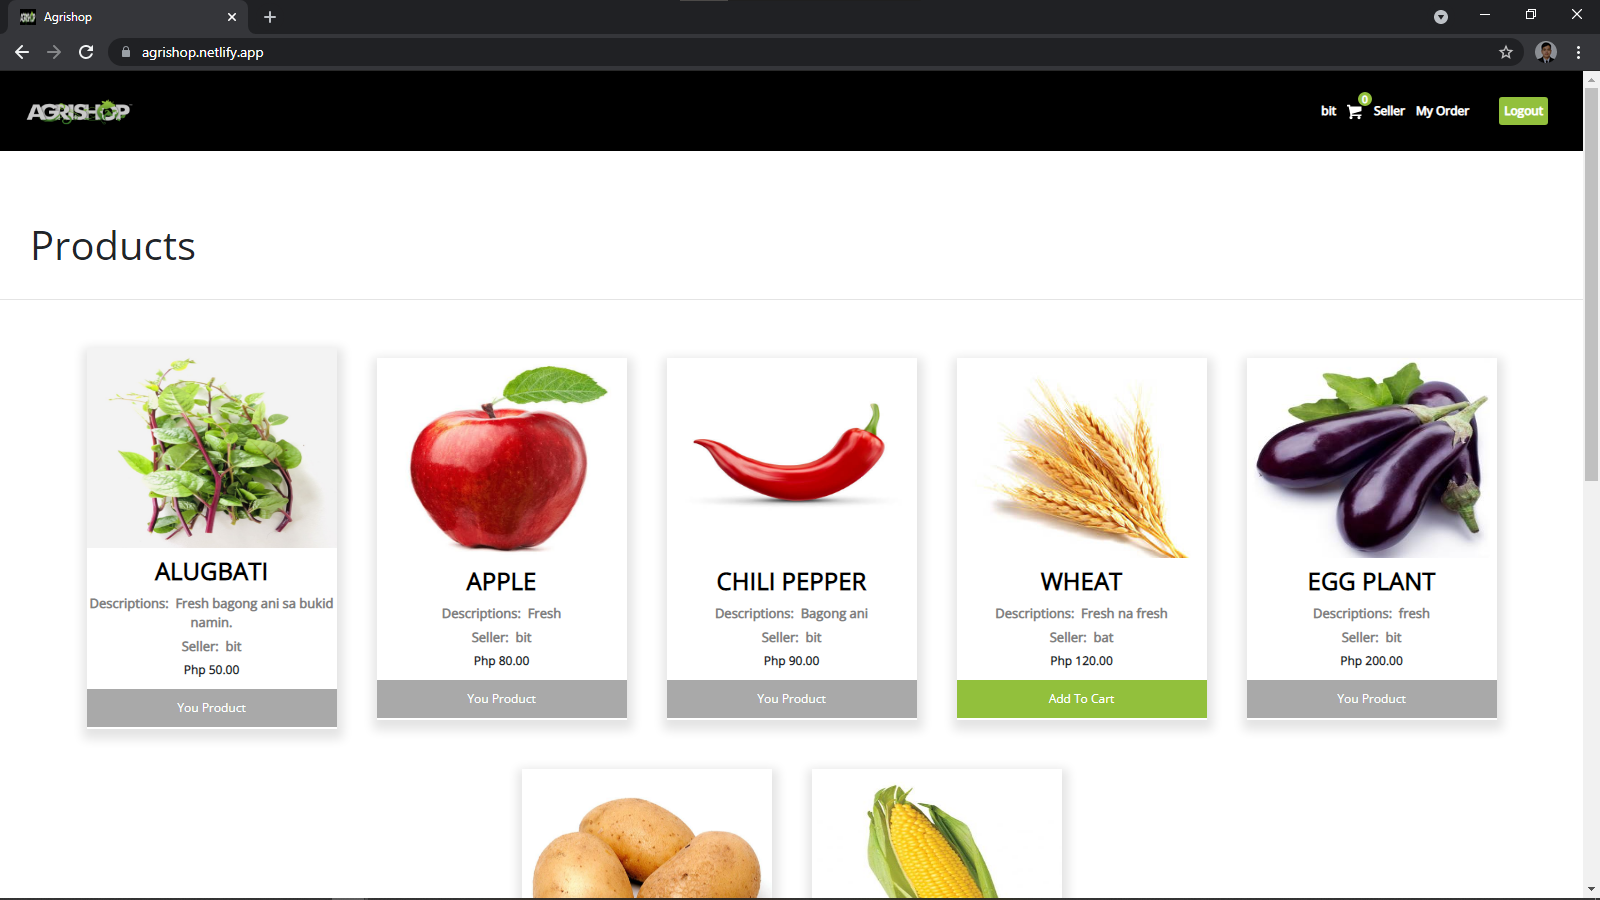 Agrishop
agrishop.netlify.app
AGRISHOP
bit 0 Seller My Order Logout
Products
ALUGBATI
Descriptions: Fresh bagong ani sa bukid
namin.
Seller: bit
Php 50.00
You Product
APPLE
Descriptions: Fresh
Seller: bit
Php 80.00
You Product
CHILI PEPPER
Descriptions: Bagong ani
Seller: bit
Php 90.00
You Product
WHEAT
Descriptions: Fresh na fresh
Seller: bat
Php 120.00
Add To Cart
EGG PLANT
Descriptions: fresh
Seller: bit
Php 200.00
You Product